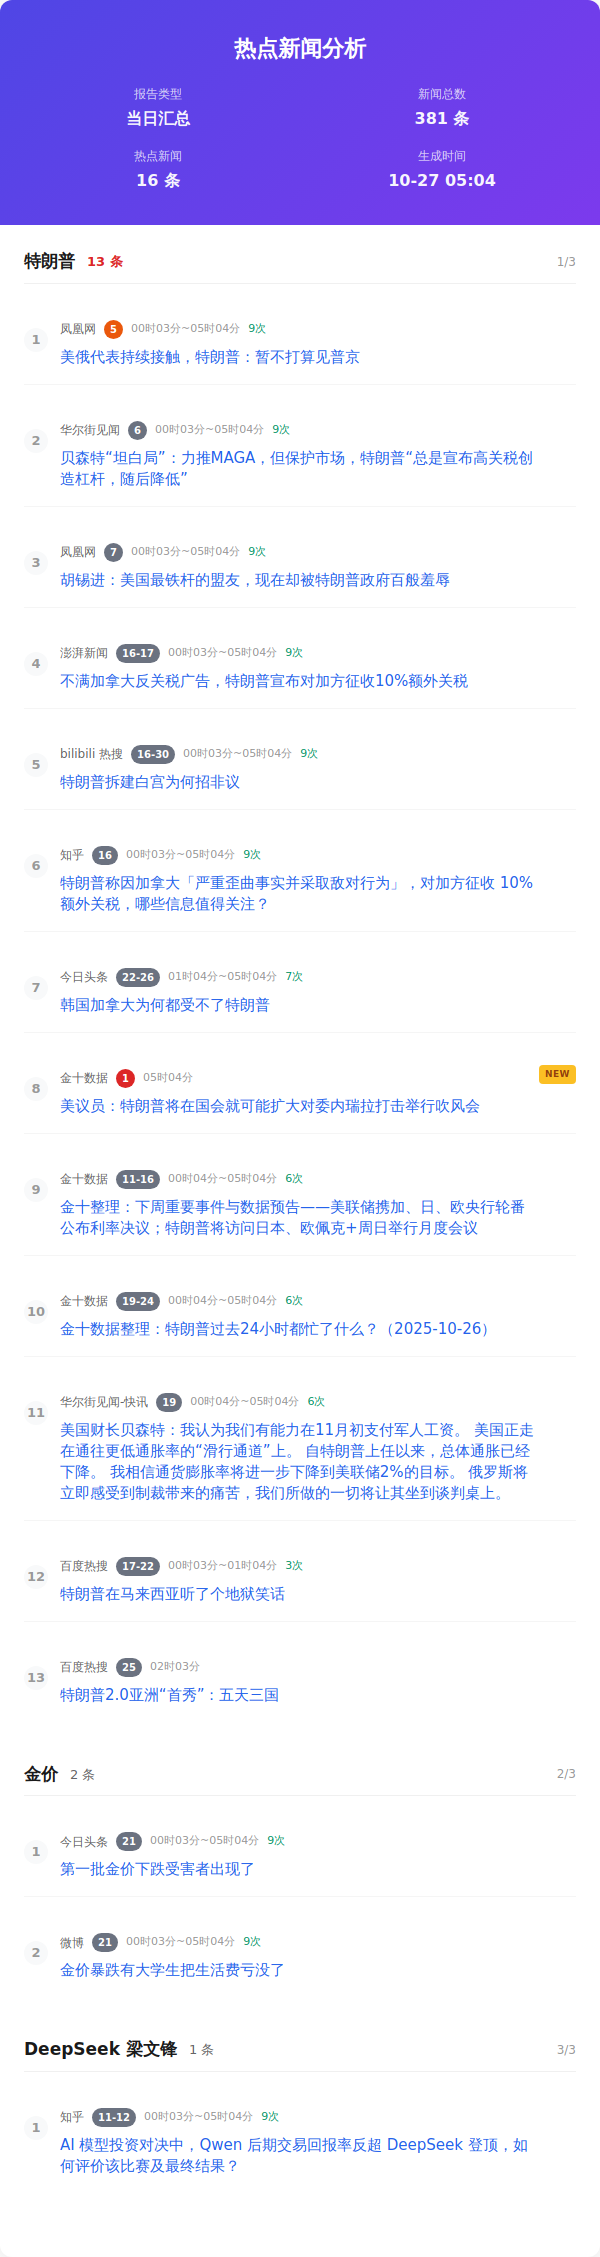 热点新闻分析
报告类型
新闻总数
当日汇总
381 条
热点新闻
生成时间
16 条
10-27 05:04
特朗普 13 条 1/3
1
凤凰网 5 00时03分~05时04分 9次
美俄代表持续接触，特朗普：暂不打算见普京
2
华尔街见闻 6 00时03分~05时04分 9次
贝森特“坦白局”：力推MAGA，但保护市场，特朗普“总是宣布高关税创
造杠杆，随后降低”
3
凤凰网 7 00时03分~05时04分 9次
胡锡进：美国最铁杆的盟友，现在却被特朗普政府百般羞辱
4
澎湃新闻 16-17 00时03分~05时04分 9次
不满加拿大反关税广告，特朗普宣布对加方征收10%额外关税
5
bilibili 热搜 16-30 00时03分~05时04分 9次
特朗普拆建白宫为何招非议
6
知乎 16 00时03分~05时04分 9次
特朗普称因加拿大「严重歪曲事实并采取敌对行为」，对加方征收 10%
额外关税，哪些信息值得关注？
7
今日头条 22-26 01时04分~05时04分 7次
韩国加拿大为何都受不了特朗普
8
金十数据 1 05时04分 NEW
美议员：特朗普将在国会就可能扩大对委内瑞拉打击举行吹风会
9
金十数据 11-16 00时04分~05时04分 6次
金十整理：下周重要事件与数据预告——美联储携加、日、欧央行轮番
公布利率决议；特朗普将访问日本、欧佩克+周日举行月度会议
10
金十数据 19-24 00时04分~05时04分 6次
金十数据整理：特朗普过去24小时都忙了什么？（2025-10-26）
11
华尔街见闻-快讯 19 00时04分~05时04分 6次
美国财长贝森特：我认为我们有能力在11月初支付军人工资。 美国正走
在通往更低通胀率的“滑行通道”上。 自特朗普上任以来，总体通胀已经
下降。 我相信通货膨胀率将进一步下降到美联储2%的目标。 俄罗斯将
立即感受到制裁带来的痛苦，我们所做的一切将让其坐到谈判桌上。
12
百度热搜 17-22 00时03分~01时04分 3次
特朗普在马来西亚听了个地狱笑话
13
百度热搜 25 02时03分
特朗普2.0亚洲“首秀”：五天三国
金价 2 条 2/3
1
今日头条 21 00时03分~05时04分 9次
第一批金价下跌受害者出现了
2
微博 21 00时03分~05时04分 9次
金价暴跌有大学生把生活费亏没了
DeepSeek 梁文锋 1 条 3/3
1
知乎 11-12 00时03分~05时04分 9次
AI 模型投资对决中，Qwen 后期交易回报率反超 DeepSeek 登顶，如
何评价该比赛及最终结果？